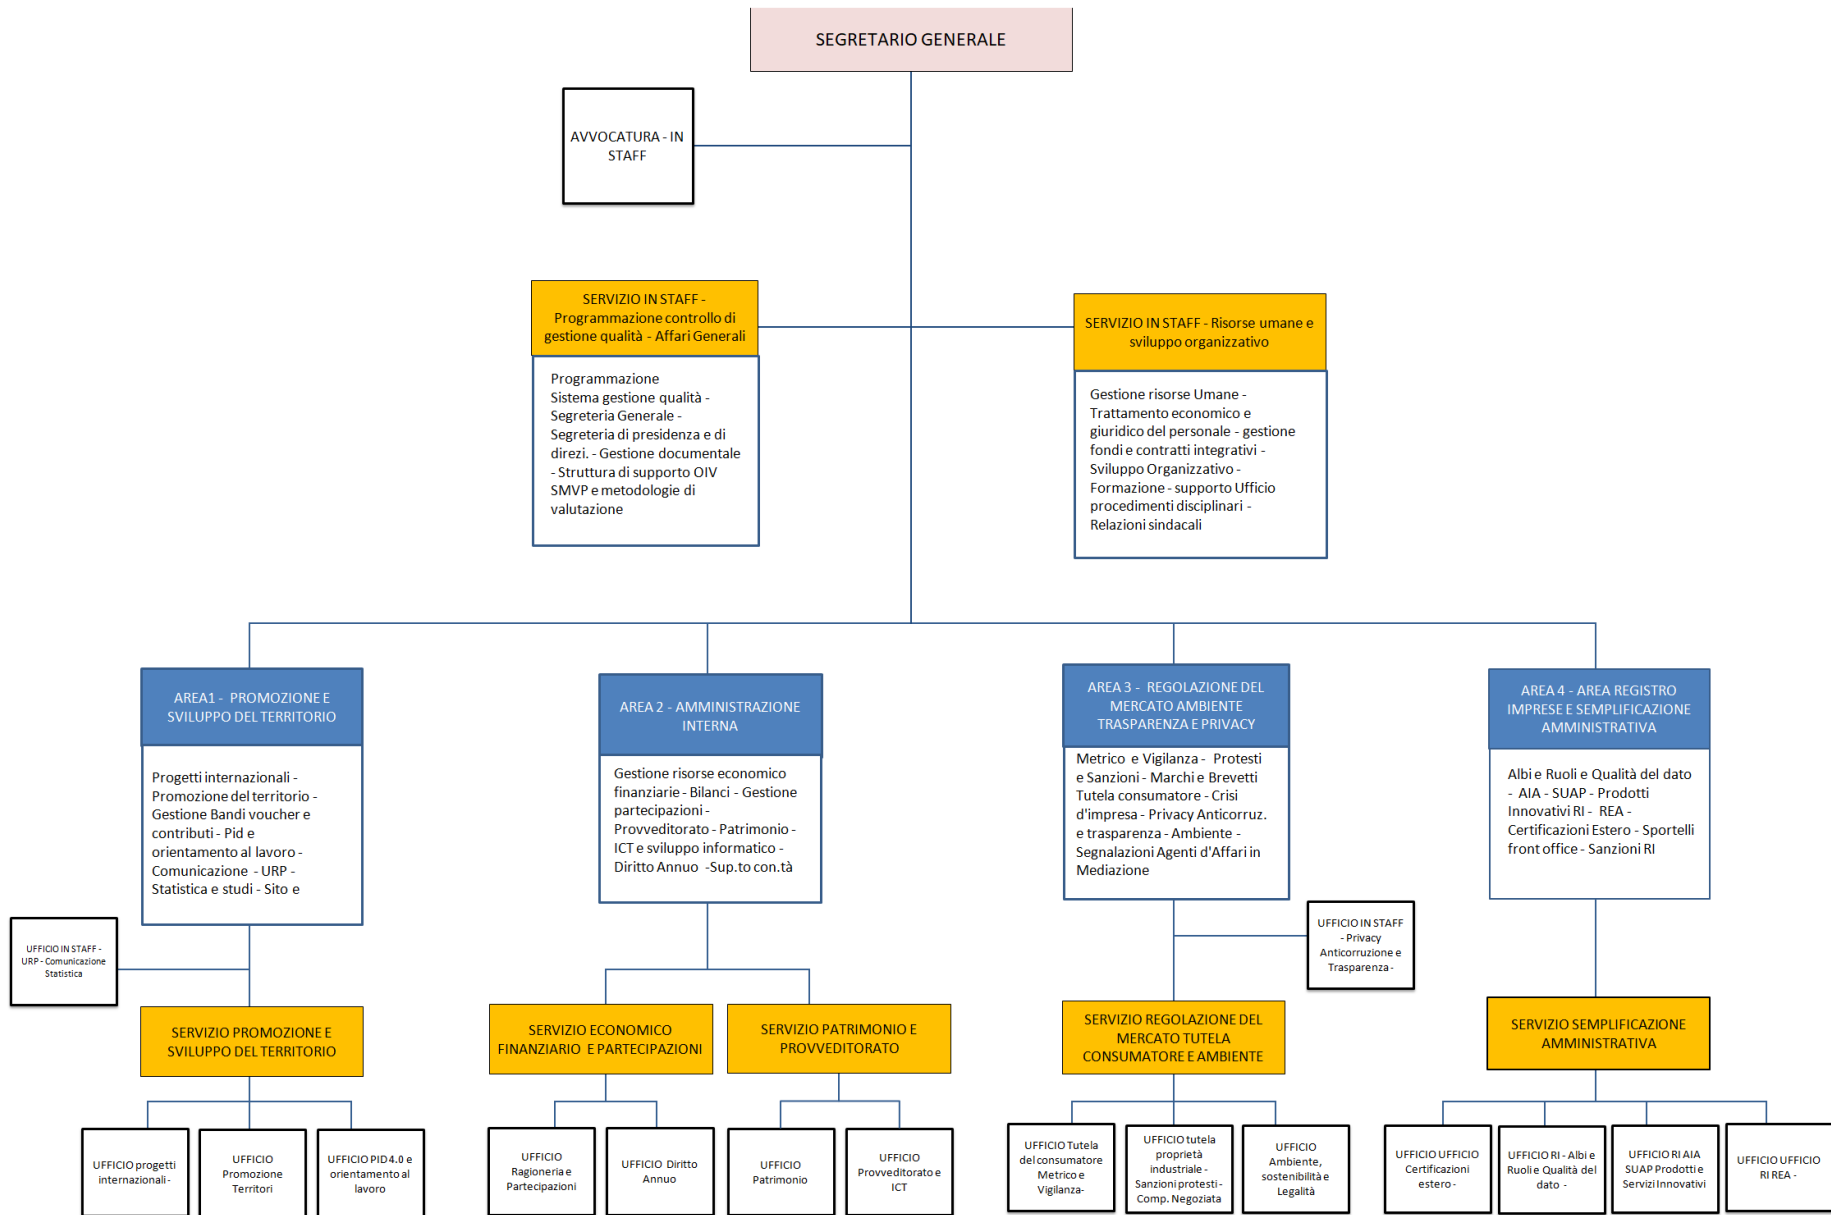 SEGRETARIO GENERALE
AVVOCATURA - IN
STAFF
SERVIZIO IN STAFF -
Programmazione controllo di
gestione qualità - Affari Generali
Programmazione
Sistema gestione qualità -
Segreteria Generale -
Segreteria di presidenza e di
direzi. - Gestione documentale
- Struttura di supporto OIV
SMVP e metodologie di
valutazione
SERVIZIO IN STAFF - Risorse umane e
sviluppo organizzativo
Gestione risorse Umane -
Trattamento economico e
giuridico del personale - gestione
fondi e contratti integrativi -
Sviluppo Organizzativo -
Formazione - supporto Ufficio
procedimenti disciplinari -
Relazioni sindacali
AREA1 - PROMOZIONE E
SVILUPPO DEL TERRITORIO
Progetti internazionali -
Promozione del territorio -
Gestione Bandi voucher e
contributi - Pid e
orientamento al lavoro -
Comunicazione - URP -
Statistica e studi - Sito e
AREA 2 - AMMINISTRAZIONE
INTERNA
Gestione risorse economico
finanziarie - Bilanci - Gestione
partecipazioni -
Provveditorato - Patrimonio -
ICT e sviluppo informatico -
Diritto Annuo -Sup.to con.tà
AREA 3 - REGOLAZIONE DEL
MERCATO AMBIENTE
TRASPARENZA E PRIVACY
Metrico e Vigilanza - Protesti
e Sanzioni - Marchi e Brevetti
Tutela consumatore - Crisi
d'impresa - Privacy Anticorruz.
e trasparenza - Ambiente -
Segnalazioni Agenti d'Affari in
Mediazione
AREA 4 - AREA REGISTRO
IMPRESE E SEMPLIFICAZIONE
AMMINISTRATIVA
Albi e Ruoli e Qualità del dato
- AIA - SUAP - Prodotti
Innovativi RI - REA -
Certificazioni Estero - Sportelli
front office - Sanzioni RI
UFFICIO IN STAFF -
URP - Comunicazione
Statistica
UFFICIO IN STAFF
- Privacy
Anticorruzione e
Trasparenza -
SERVIZIO PROMOZIONE E
SVILUPPO DEL TERRITORIO
SERVIZIO ECONOMICO
FINANZIARIO E PARTECIPAZIONI
SERVIZIO PATRIMONIO E
PROVVEDITORATO
SERVIZIO REGOLAZIONE DEL
MERCATO TUTELA
CONSUMATORE E AMBIENTE
SERVIZIO SEMPLIFICAZIONE
AMMINISTRATIVA
UFFICIO progetti
internazionali -
UFFICIO
Promozione
Territori
UFFICIO PID 4.0 e
orientamento al
lavoro
UFFICIO
Ragioneria e
Partecipazioni
UFFICIO Diritto
Annuo
UFFICIO
Patrimonio
UFFICIO
Provveditorato e
ICT
UFFICIO Tutela
del consumatore
Metrico e
Vigilanza-
UFFICIO tutela
proprietà
industriale -
Sanzioni protesti -
Comp. Negoziata
UFFICIO
Ambiente,
sostenibilità e
Legalità
UFFICIO UFFICIO
Certificazioni
estero -
UFFICIO RI - Albi e
Ruoli e Qualità del
dato -
UFFICIO RI AIA
SUAP Prodotti e
Servizi Innovativi
UFFICIO UFFICIO
RI REA -